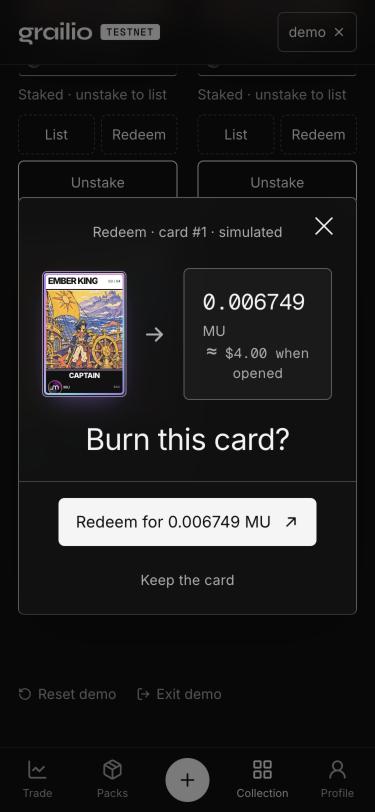 grailio TESTNET demo ×
Staked · unstake to list Staked · unstake to list
List Redeem List Redeem
Unstake Unstake
Redeem · card #1 · simulated
EMBER KING
CAPTAIN
MU
→
0.006749
MU
≈ $4.00 when
opened
Burn this card?
Redeem for 0.006749 MU ↗
Keep the card
Reset demo Exit demo
Trade Packs + Collection Profile